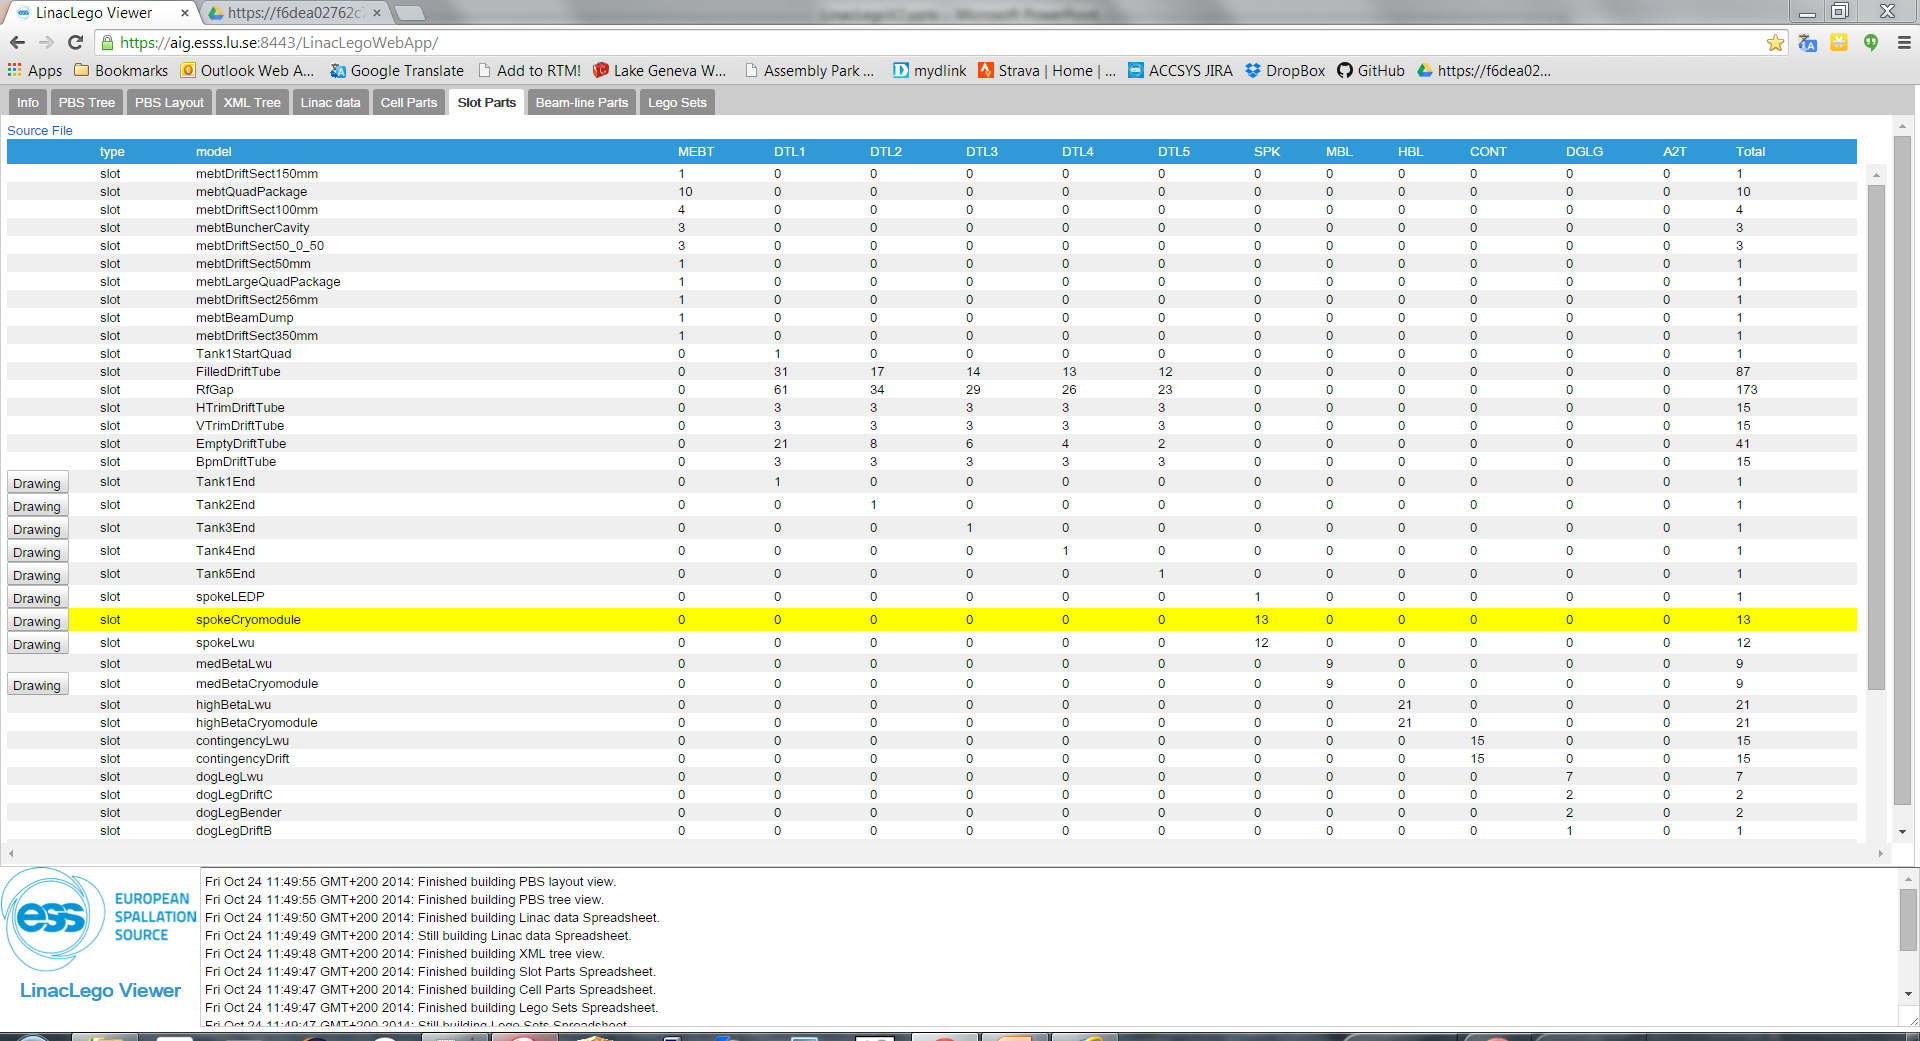 LinacLego Viewer
https://f6dea02762c
https://aig.esss.lu.se:8443/LinacLegoWebApp/
Apps Bookmarks Outlook Web A... Google Translate Add to RTM! Lake Geneva W... Assembly Park ... mydlink Strava | Home | ... ACCSYS JIRA DropBox GitHub https://f6dea02...
Info PBS Tree PBS Layout XML Tree Linac data Cell Parts Slot Parts Beam-line Parts Lego Sets
Source File
type model MEBT DTL1 DTL2 DTL3 DTL4 DTL5 SPK MBL HBL CONT DGLG A2T Total
slot mebtDriftSect150mm 1 0 0 0 0 0 0 0 0 0 0 0 1
slot mebtQuadPackage 10 0 0 0 0 0 0 0 0 0 0 0 10
slot mebtDriftSect100mm 4 0 0 0 0 0 0 0 0 0 0 0 4
slot mebtBuncherCavity 3 0 0 0 0 0 0 0 0 0 0 0 3
slot mebtDriftSect50_0_50 3 0 0 0 0 0 0 0 0 0 0 0 3
slot mebtDriftSect50mm 1 0 0 0 0 0 0 0 0 0 0 0 1
slot mebtLargeQuadPackage 1 0 0 0 0 0 0 0 0 0 0 0 1
slot mebtDriftSect256mm 1 0 0 0 0 0 0 0 0 0 0 0 1
slot mebtBeamDump 1 0 0 0 0 0 0 0 0 0 0 0 1
slot mebtDriftSect350mm 1 0 0 0 0 0 0 0 0 0 0 0 1
slot Tank1StartQuad 0 1 0 0 0 0 0 0 0 0 0 0 1
slot FilledDriftTube 0 31 17 14 13 12 0 0 0 0 0 0 87
slot RfGap 0 61 34 29 26 23 0 0 0 0 0 0 173
slot HTrimDriftTube 0 3 3 3 3 3 0 0 0 0 0 0 15
slot VTrimDriftTube 0 3 3 3 3 3 0 0 0 0 0 0 15
slot EmptyDriftTube 0 21 8 6 4 2 0 0 0 0 0 0 41
slot BpmDriftTube 0 3 3 3 3 3 0 0 0 0 0 0 15
Drawing slot Tank1End 0 1 0 0 0 0 0 0 0 0 0 0 1
Drawing slot Tank2End 0 0 1 0 0 0 0 0 0 0 0 0 1
Drawing slot Tank3End 0 0 0 1 0 0 0 0 0 0 0 0 1
Drawing slot Tank4End 0 0 0 0 1 0 0 0 0 0 0 0 1
Drawing slot Tank5End 0 0 0 0 0 1 0 0 0 0 0 0 1
Drawing slot spokeLEDP 0 0 0 0 0 0 1 0 0 0 0 0 1
Drawing slot spokeCryomodule 0 0 0 0 0 0 13 0 0 0 0 0 13
Drawing slot spokeLwu 0 0 0 0 0 0 12 0 0 0 0 0 12
slot medBetaLwu 0 0 0 0 0 0 0 9 0 0 0 0 9
Drawing slot medBetaCryomodule 0 0 0 0 0 0 0 9 0 0 0 0 9
slot highBetaLwu 0 0 0 0 0 0 0 0 21 0 0 0 21
slot highBetaCryomodule 0 0 0 0 0 0 0 0 21 0 0 0 21
slot contingencyLwu 0 0 0 0 0 0 0 0 0 15 0 0 15
slot contingencyDrift 0 0 0 0 0 0 0 0 0 15 0 0 15
slot dogLegLwu 0 0 0 0 0 0 0 0 0 0 7 0 7
slot dogLegDriftC 0 0 0 0 0 0 0 0 0 0 2 0 2
slot dogLegBender 0 0 0 0 0 0 0 0 0 0 2 0 2
slot dogLegDriftB 0 0 0 0 0 0 0 0 0 0 1 0 1
ess
EUROPEAN
SPALLATION
SOURCE
LinacLego Viewer
Fri Oct 24 11:49:55 GMT+200 2014: Finished building PBS layout view.
Fri Oct 24 11:49:55 GMT+200 2014: Finished building PBS tree view.
Fri Oct 24 11:49:50 GMT+200 2014: Finished building Linac data Spreadsheet.
Fri Oct 24 11:49:49 GMT+200 2014: Still building Linac data Spreadsheet.
Fri Oct 24 11:49:48 GMT+200 2014: Finished building XML tree view.
Fri Oct 24 11:49:47 GMT+200 2014: Finished building Slot Parts Spreadsheet.
Fri Oct 24 11:49:47 GMT+200 2014: Finished building Cell Parts Spreadsheet.
Fri Oct 24 11:49:47 GMT+200 2014: Finished building Lego Sets Spreadsheet.
Fri Oct 24 11:49:47 GMT+200 2014: Still building Lego Sets Spreadsheet.